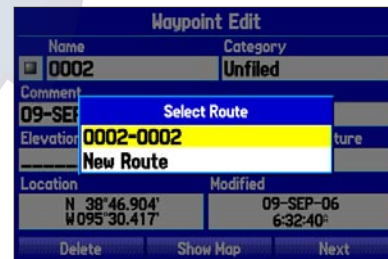 Waypoint Edit
Name Category
0002 Unfiled
Comment
09-SEP
Select Route
0002-0002
New Route
Elevation ture
Location Modified
N 38°46.904' 09-SEP-06
W095°30.417' 6:32:40
Delete Show Map Next